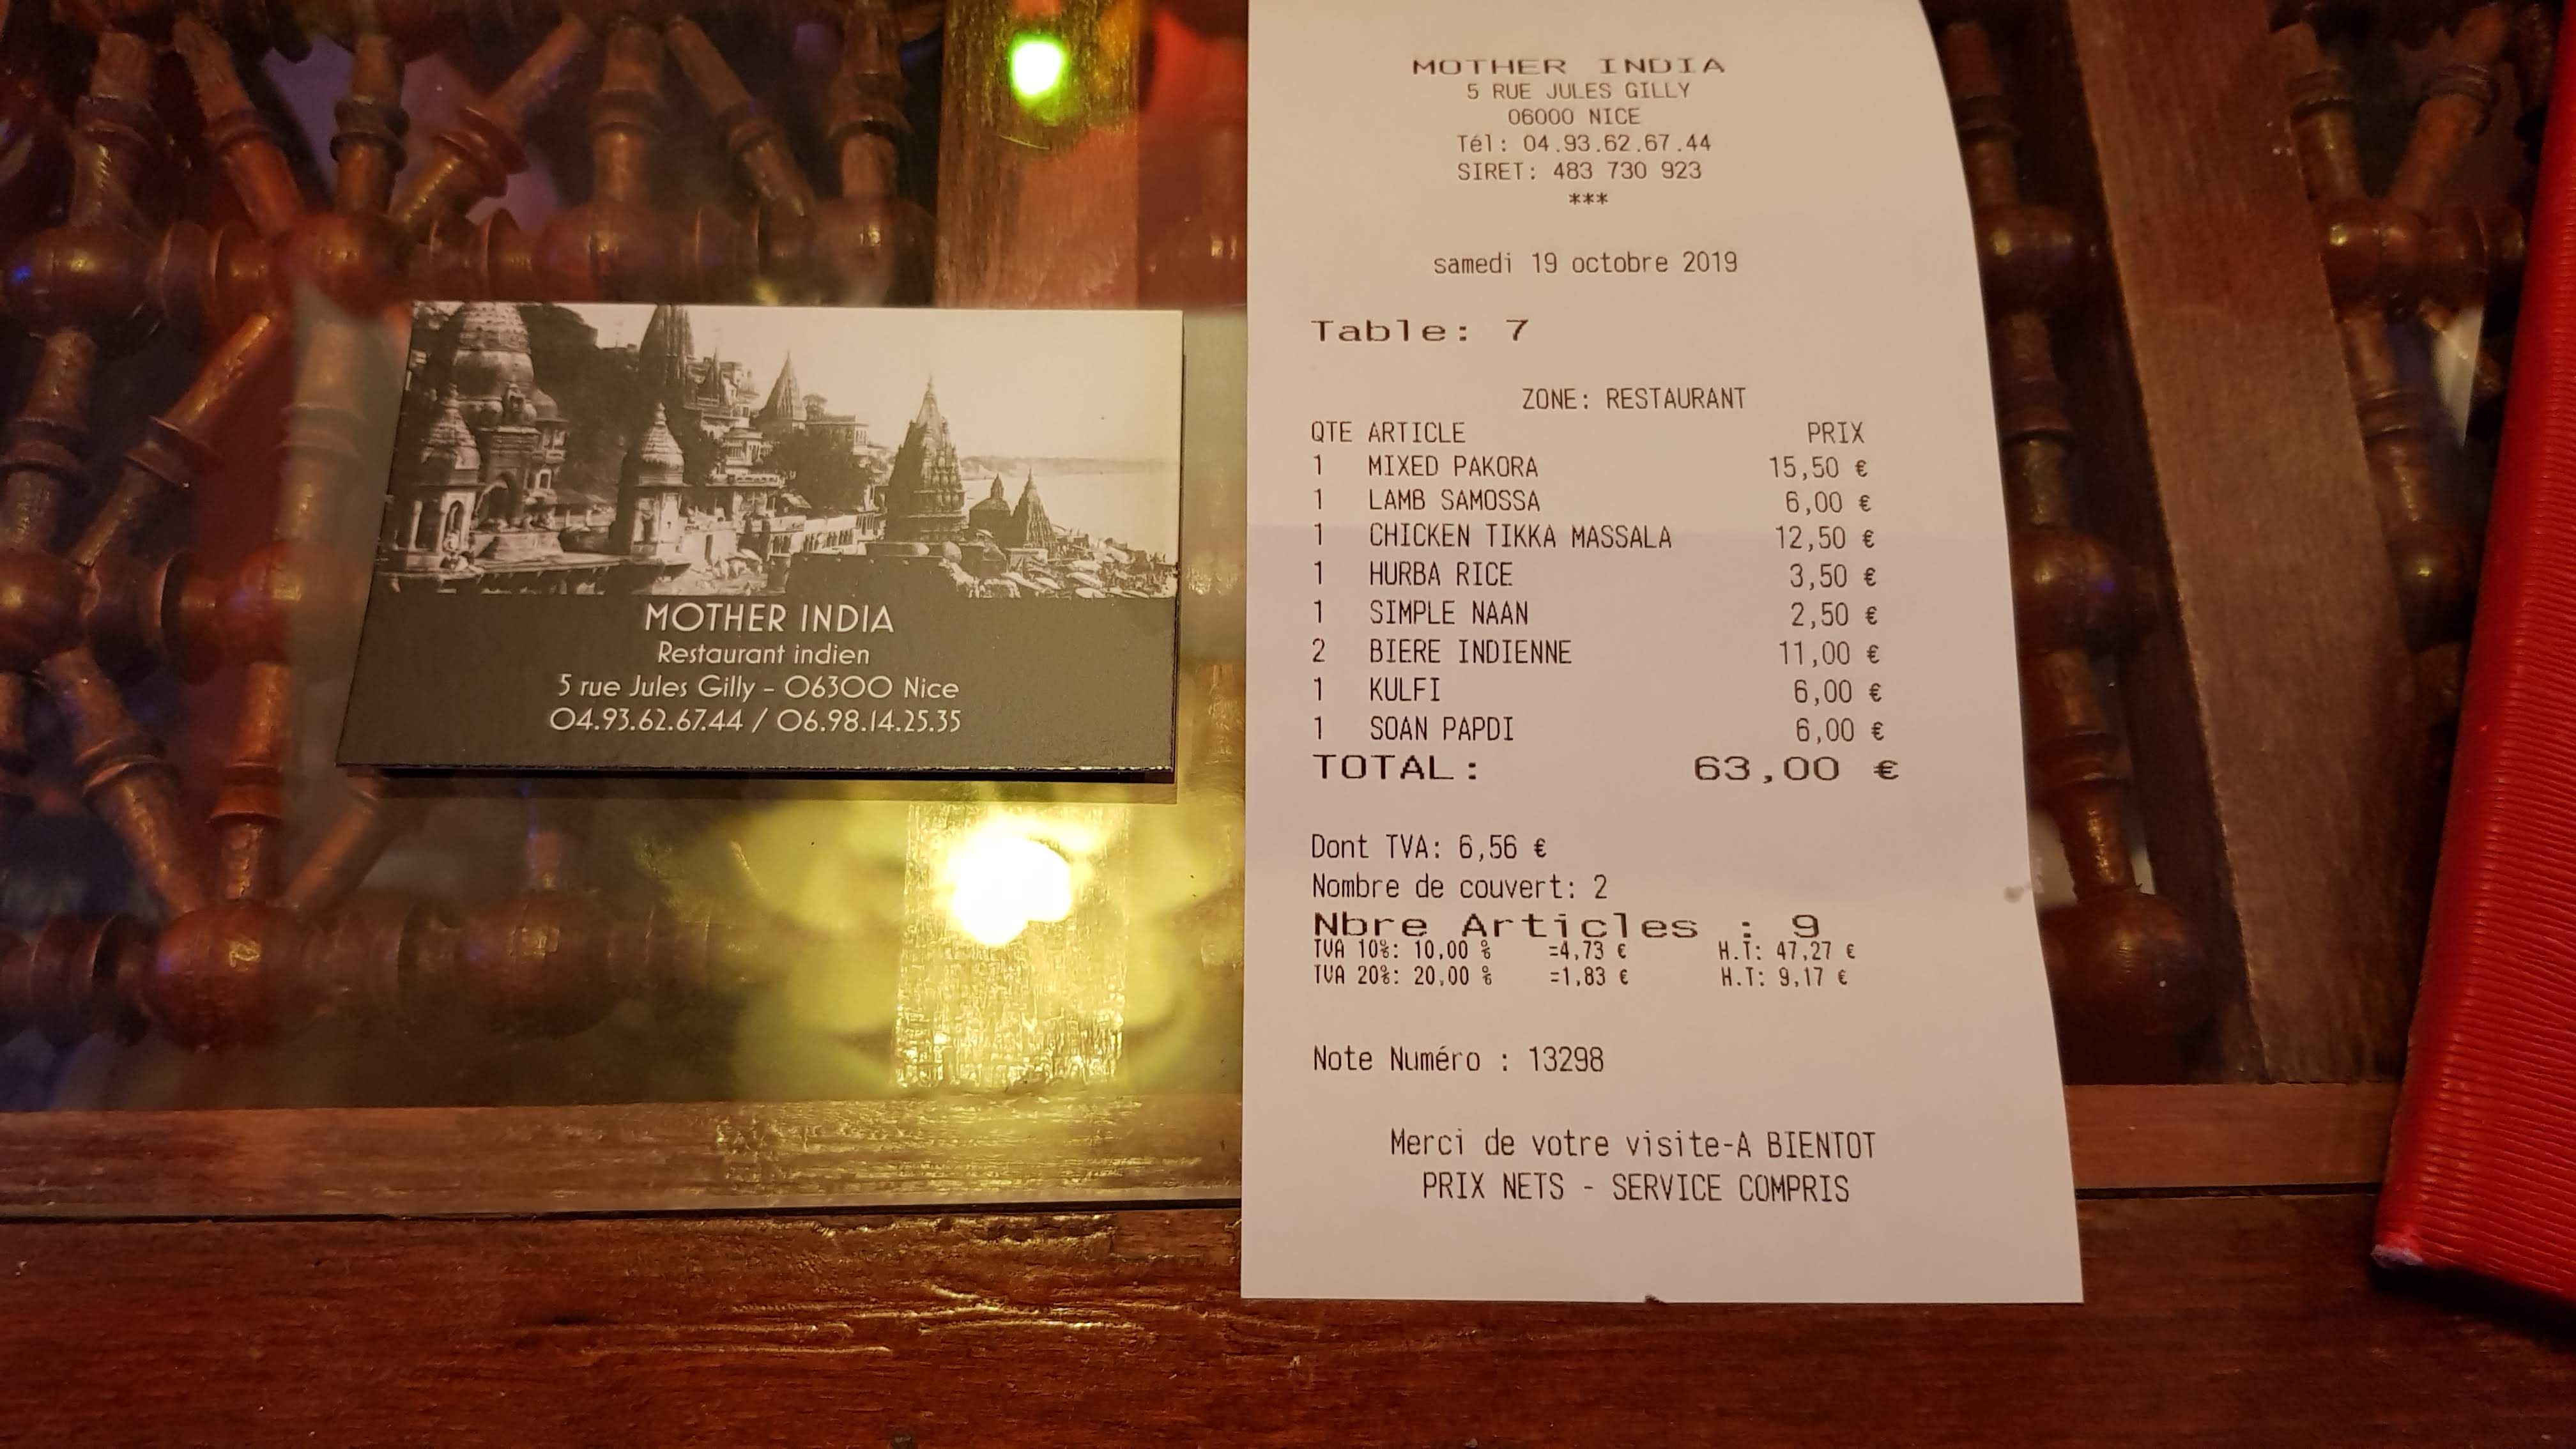 MOTHER INDIA
Restaurant indien
5 rue Jules Gilly - 06300 Nice
04.93.62.67.44 / 06.98.14.25.35
MOTHER INDIA
5 RUE JULES GILLY
06000 NICE
Tél: 04.93.62.67.44
SIRET: 483 730 923
***
samedi 19 octobre 2019
Table: 7
ZONE: RESTAURANT
QTE ARTICLE PRIX
1 MIXED PAKORA 15,50 €
1 LAMB SAMOSSA 6,00 €
1 CHICKEN TIKKA MASSALA 12,50 €
1 HURBA RICE 3,50 €
1 SIMPLE NAAN 2,50 €
2 BIERE INDIENNE 11,00 €
1 KULFI 6,00 €
1 SOAN PAPDI 6,00 €
TOTAL: 63,00 €
Dont TVA: 6,56 €
Nombre de couvert: 2
Nbre Articles : 9
TVA 10%: 10,00 % =4,73 € H.T: 47,27 €
TVA 20%: 20,00 % =1,83 € H.T: 9,17 €
Note Numéro : 13298
Merci de votre visite-A BIENTOT
PRIX NETS - SERVICE COMPRIS